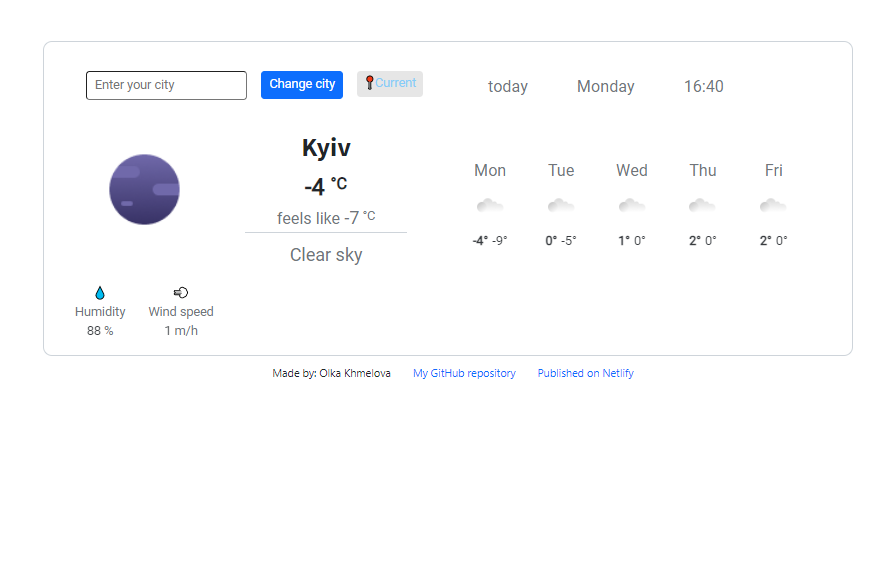 Enter your city
Change city
Current
today Monday 16:40
Kyiv
-4 °C
feels like -7 °C
Clear sky
Mon Tue Wed Thu Fri
-4° -9° 0° -5° 1° 0° 2° 0° 2° 0°
Humidity Wind speed
88 % 1 m/h
Made by: Olka Khmelova My GitHub repository Published on Netlify